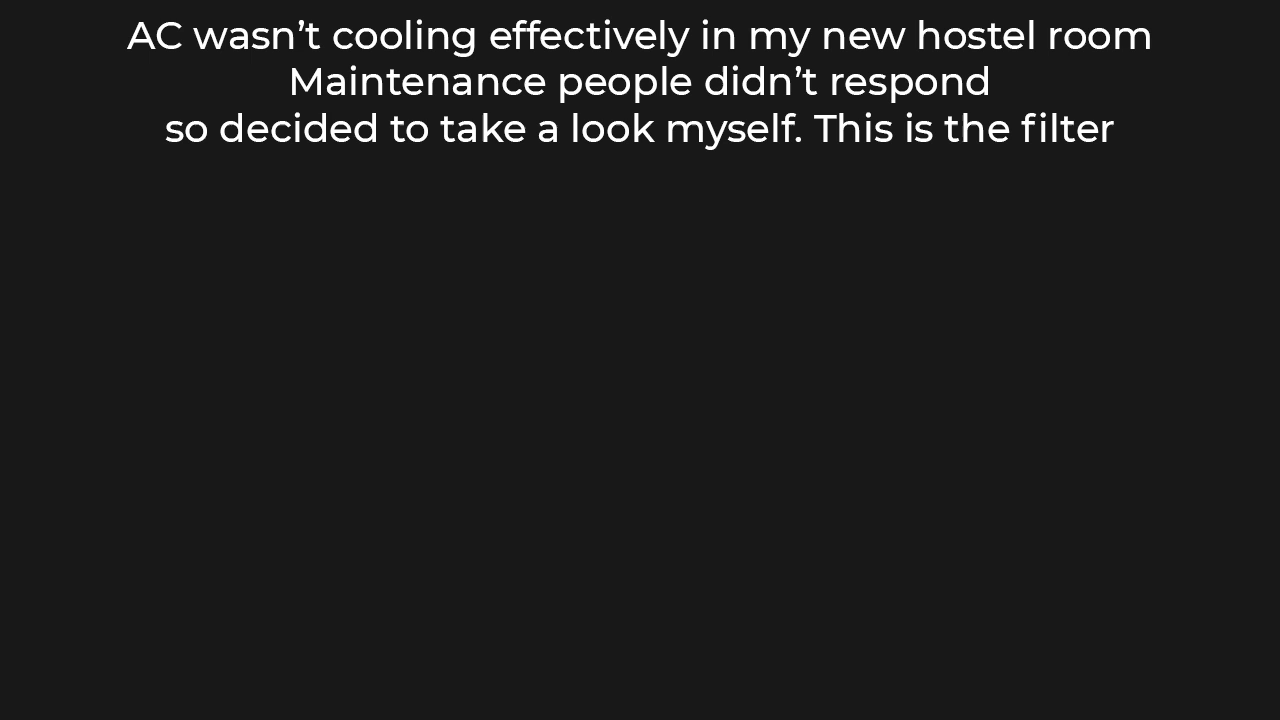 AC wasn’t cooling effectively in my new hostel room
Maintenance people didn’t respond
so decided to take a look myself. This is the filter